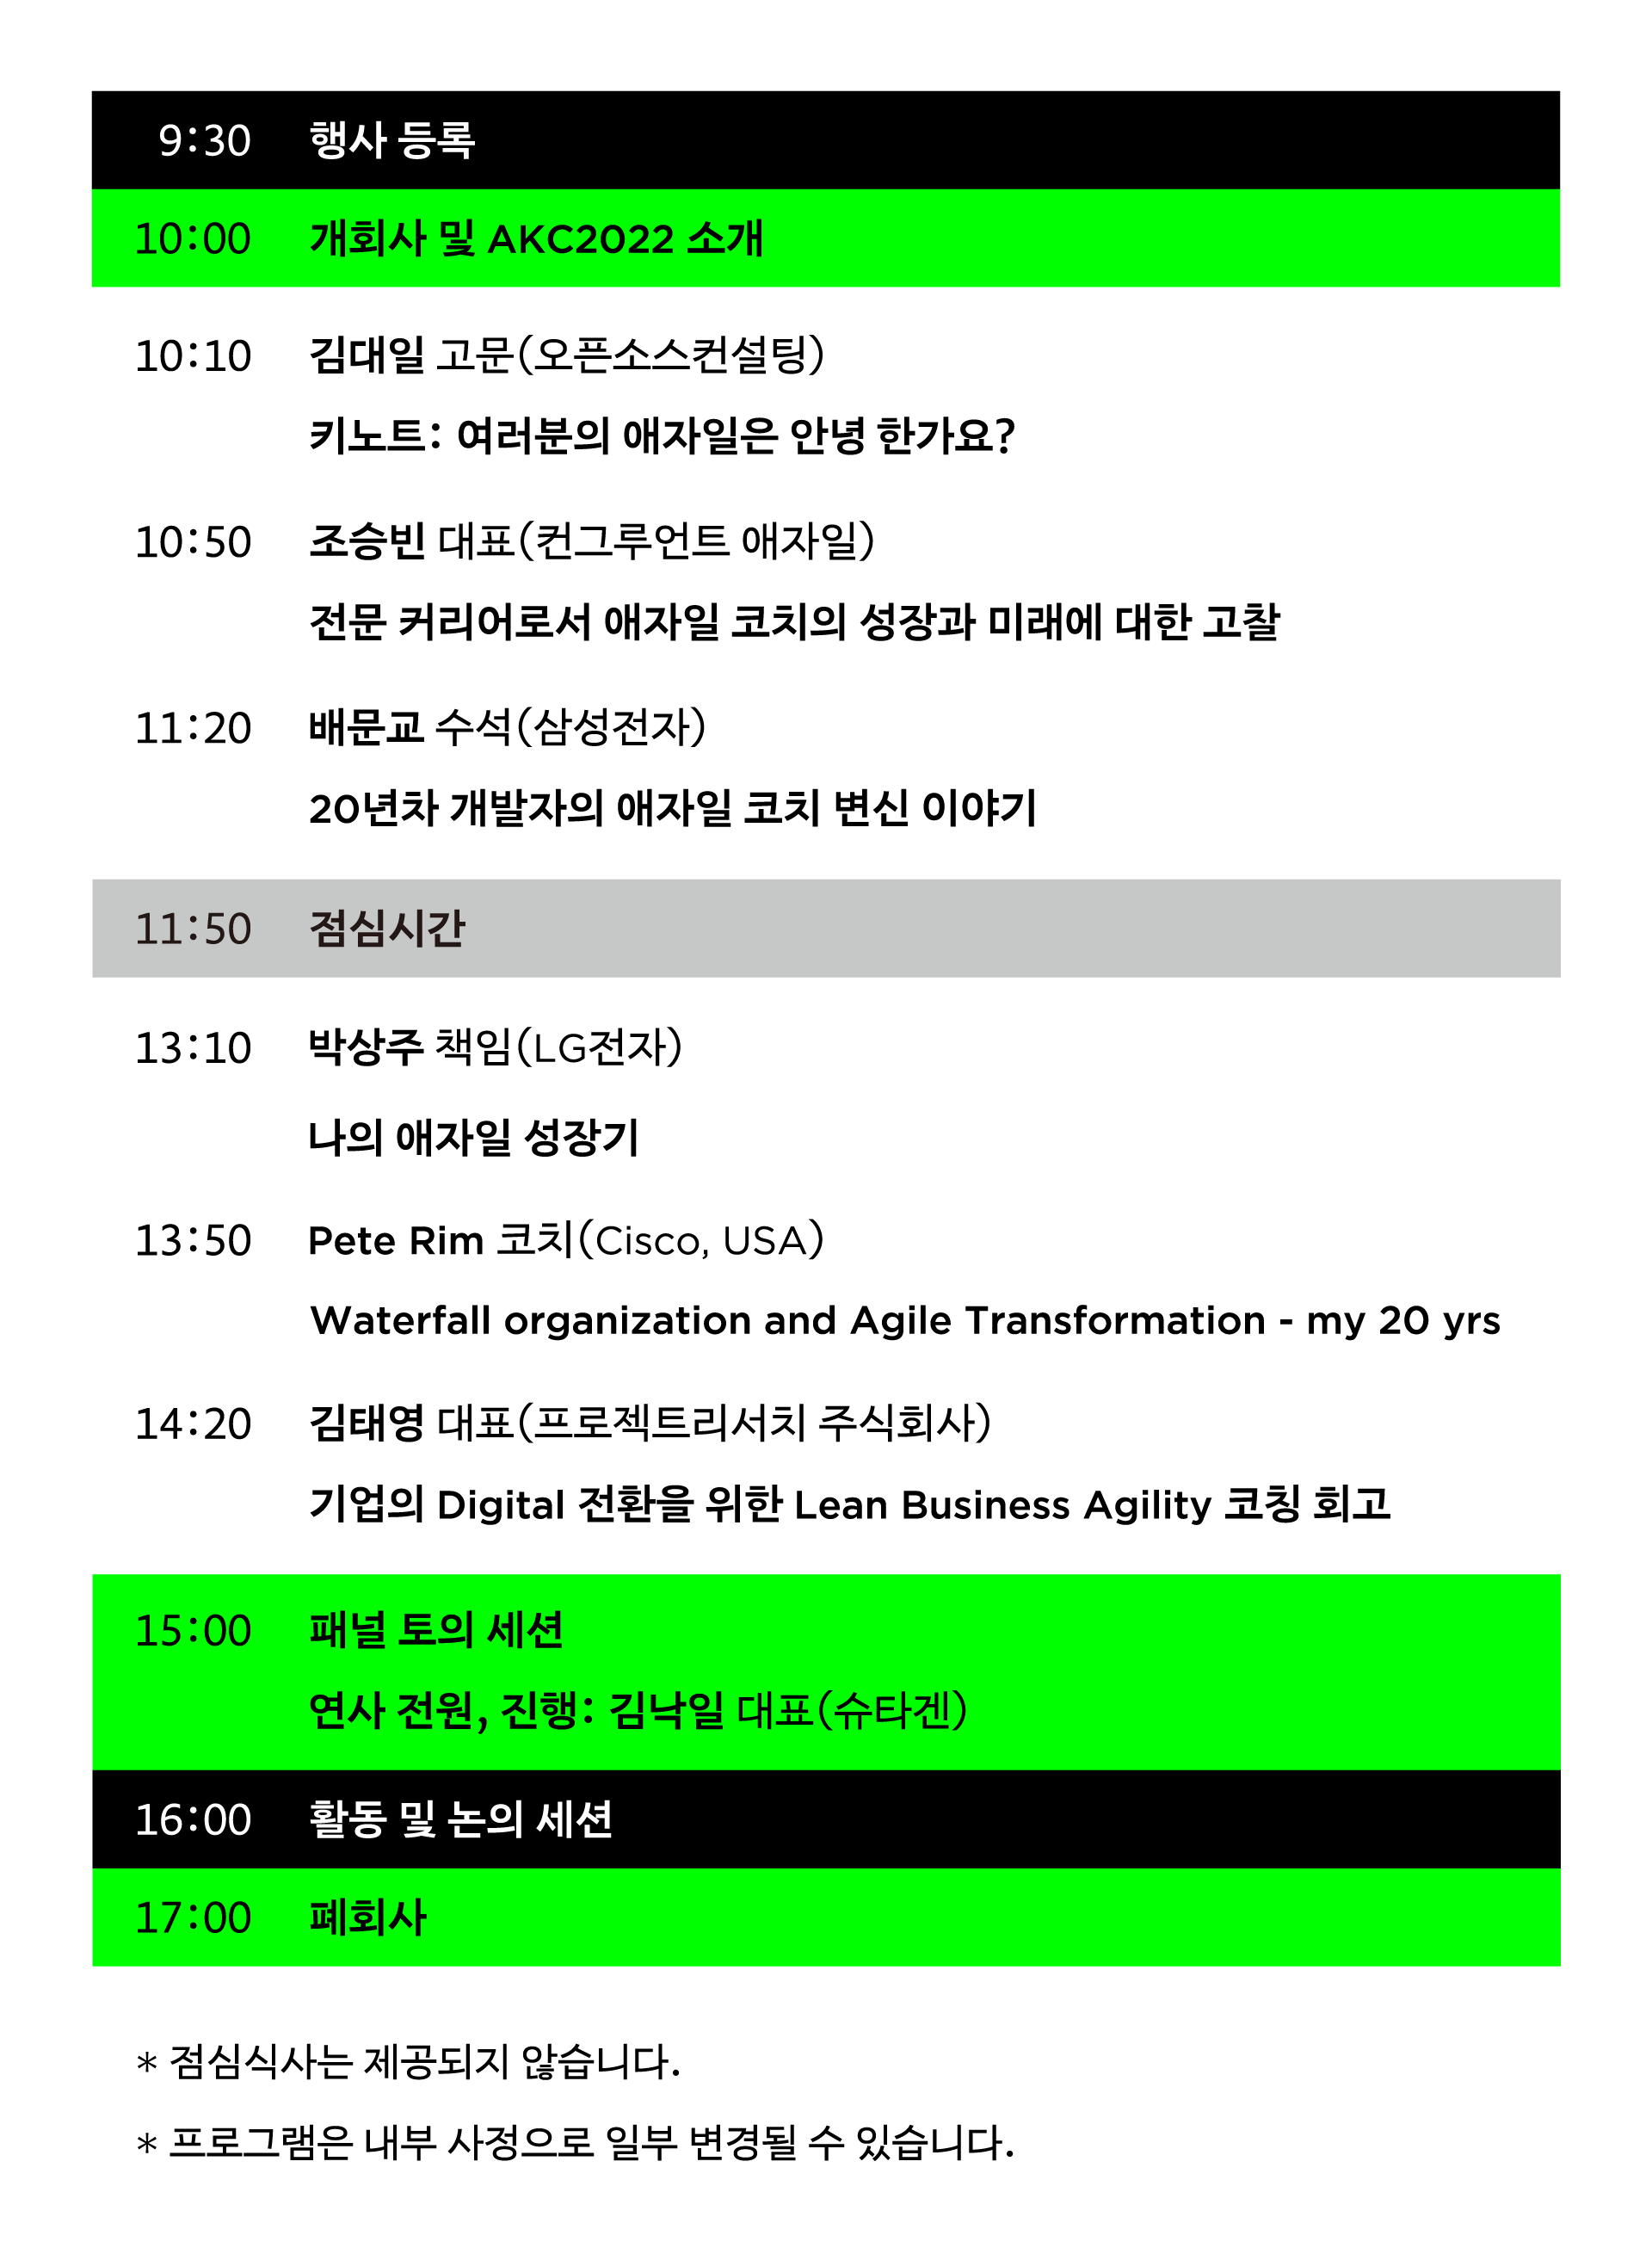 9:30 행사 등록
10:00 개회사 및 AKC2022 소개
10:10 김대일 고문(오픈소스컨설팅)
키노트: 여러분의 애자일은 안녕 한가요?
10:50 조승빈 대표(컨그루언트 애자일)
전문 커리어로서 애자일 코치의 성장과 미래에 대한 고찰
11:20 배문교 수석(삼성전자)
20년차 개발자의 애자일 코치 변신 이야기
11:50 점심시간
13:10 박상주 책임(LG전자)
나의 애자일 성장기
13:50 Pete Rim 코치(Cisco, USA)
Waterfall organization and Agile Transformation - my 20 yrs
14:20 김태영 대표(프로젝트리서치 주식회사)
기업의 Digital 전환을 위한 Lean Business Agility 코칭 회고
15:00 패널 토의 세션
연사 전원, 진행: 김낙일 대표(슈타겐)
16:00 활동 및 논의 세션
17:00 폐회사
* 점심식사는 제공되지 않습니다.
* 프로그램은 내부 사정으로 일부 변경될 수 있습니다.